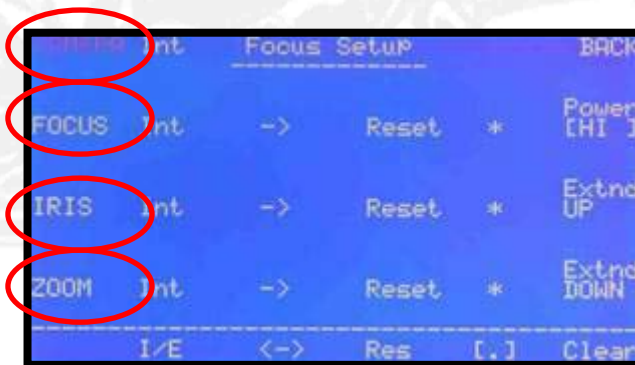 Int Focus Setup BACK
Power
FOCUS Int -> Reset * [HI ]
Extnd
IRIS Int -> Reset * UP
Extnd
ZOOM Int -> Reset * DOWN
I/E <-> Res [.] Clear